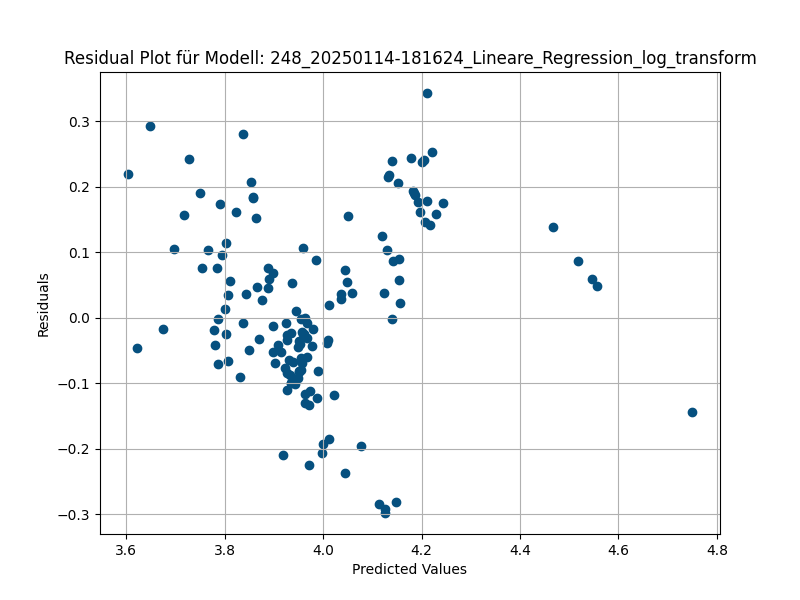 Residual Plot für Modell: 248_20250114-181624_Lineare_Regression_log_transform
0.3
0.2
0.1
0.0
−0.1
−0.2
−0.3
Residuals
3.6 3.8 4.0 4.2 4.4 4.6 4.8
Predicted Values